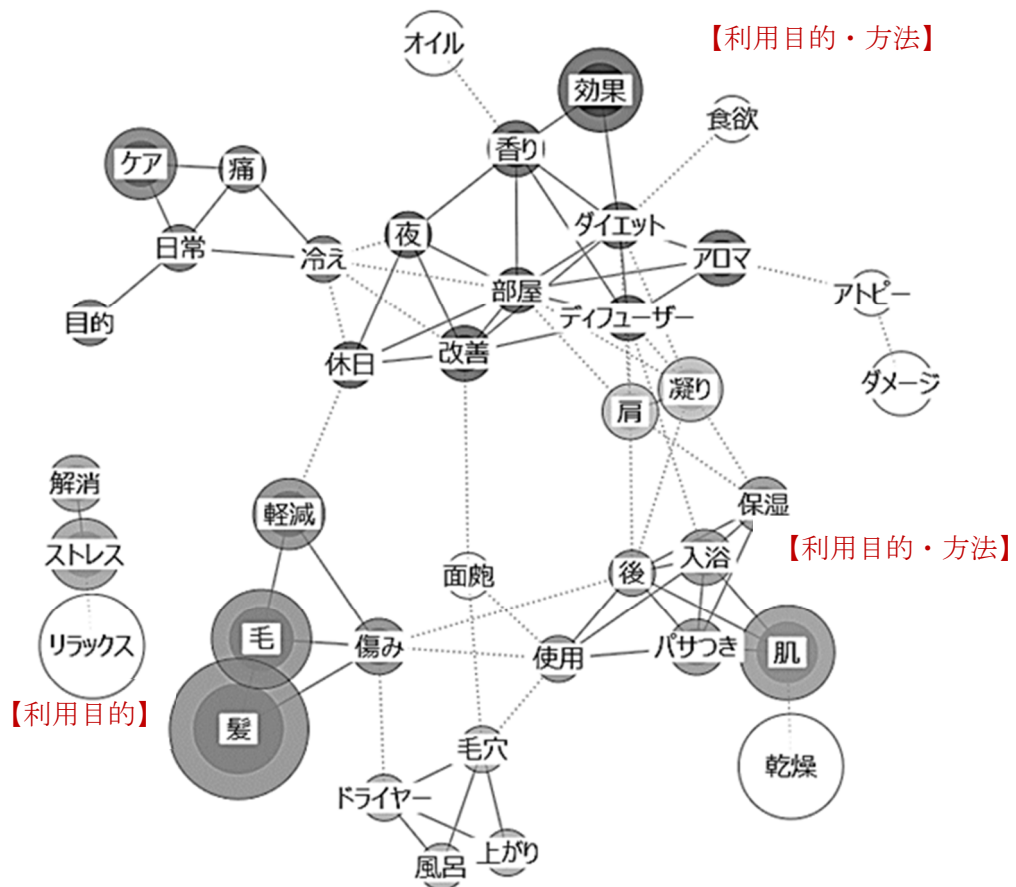 オイル
【利用目的・方法】
効果
食欲
香り
ケア
痛
ダイエット
夜
日常
冷え
アロマ
部屋
アトピー
目的
ディフューザー
改善
休日
ダメージ
凝り
肩
解消
軽減
保湿
ストレス
【利用目的・方法】
入浴
面皰
後
毛
傷み
リラックス
使用
パサつき
肌
【利用目的】
髪
毛穴
乾燥
ドライヤー
上がり
風呂